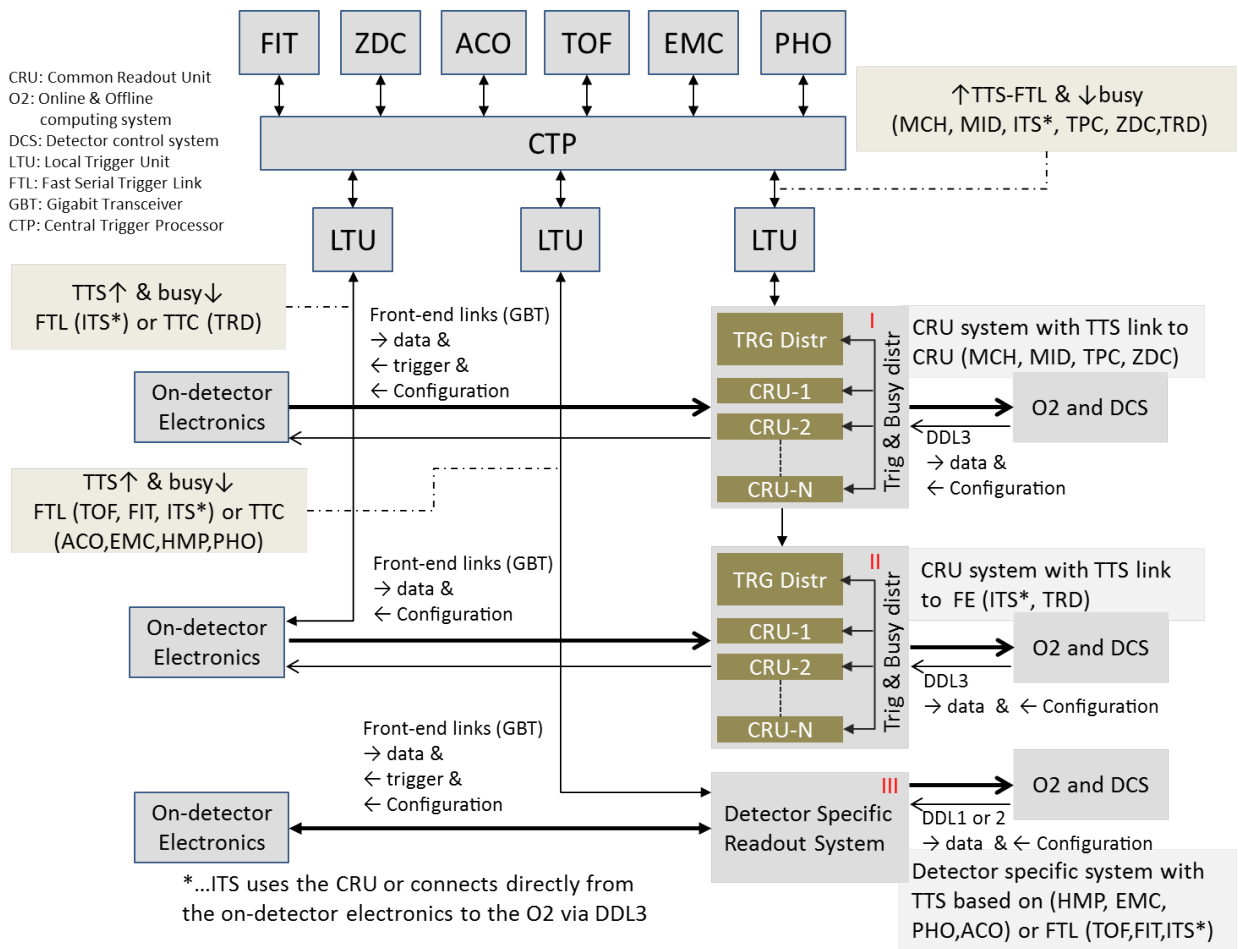 FIT
ZDC
ACO
TOF
EMC
PHO
CRU: Common Readout Unit
O2: Online & Offline
computing system
DCS: Detector control system
LTU: Local Trigger Unit
FTL: Fast Serial Trigger Link
GBT: Gigabit Transceiver
CTP: Central Trigger Processor
CTP
↑TTS-FTL & ↓busy
(MCH, MID, ITS*, TPC, ZDC,TRD)
LTU
LTU
LTU
TTS↑ & busy↓
FTL (ITS*) or TTC (TRD)
Front-end links (GBT)
→ data &
← trigger &
← Configuration
I
TRG Distr
CRU-1
CRU-2
CRU-N
Trig & Busy distr
CRU system with TTS link to
CRU (MCH, MID, TPC, ZDC)
On-detector
Electronics
O2 and DCS
DDL3
→ data &
← Configuration
TTS↑ & busy↓
FTL (TOF, FIT, ITS*) or TTC
(ACO,EMC,HMP,PHO)
Front-end links (GBT)
→ data &
← Configuration
II
TRG Distr
CRU-1
CRU-2
CRU-N
Trig & Busy distr
CRU system with TTS link
to FE (ITS*, TRD)
On-detector
Electronics
O2 and DCS
DDL3
→ data & ← Configuration
Front-end links (GBT)
→ data &
← trigger &
← Configuration
III
Detector Specific
Readout System
On-detector
Electronics
O2 and DCS
DDL1 or 2
→ data & ← Configuration
Detector specific system with
TTS based on (HMP, EMC,
PHO,ACO) or FTL (TOF,FIT,ITS*)
*...ITS uses the CRU or connects directly from
the on-detector electronics to the O2 via DDL3